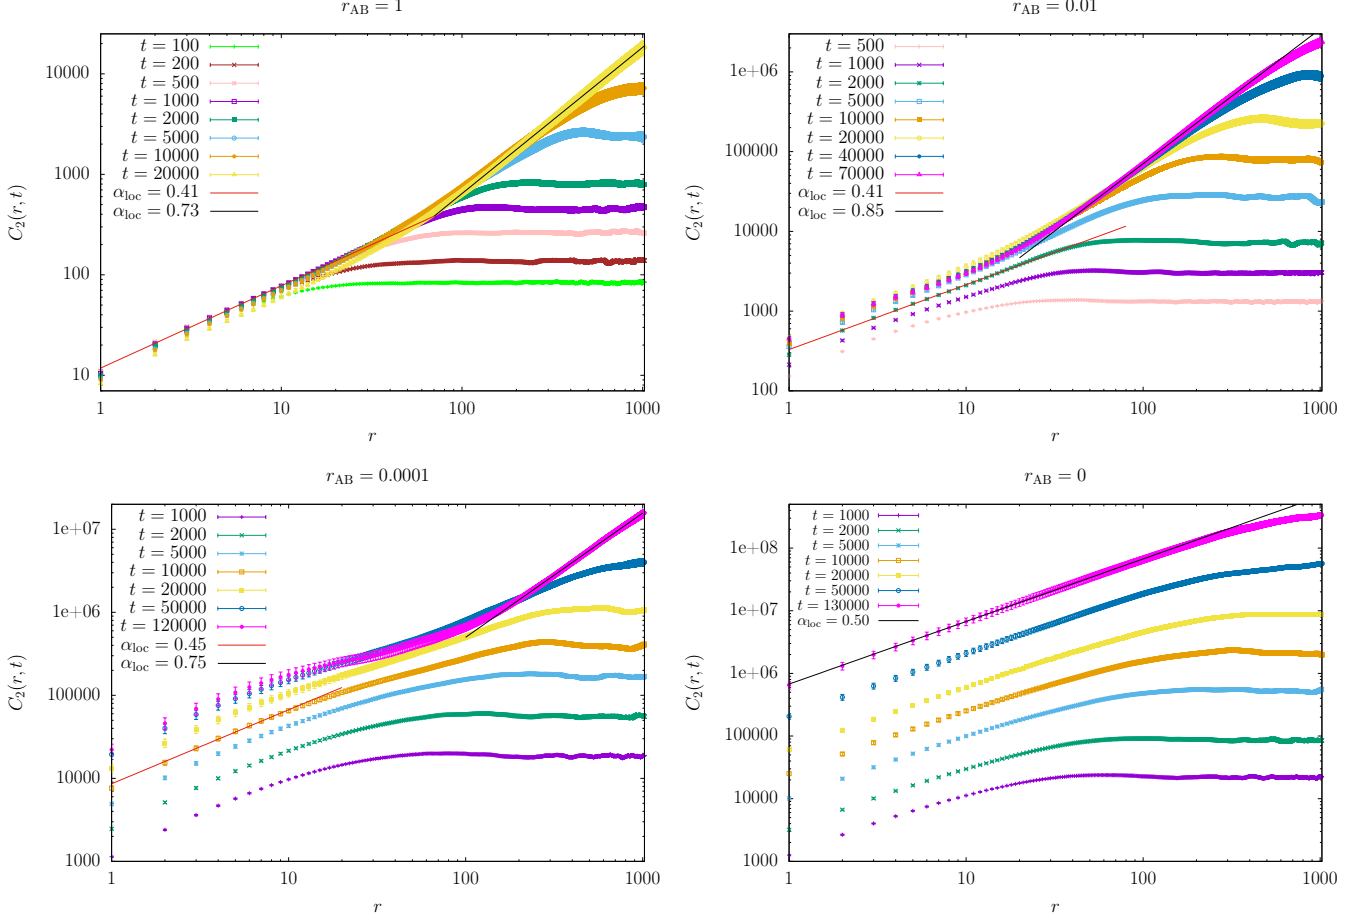 r_AB = 1
C_2(r, t)
10000
1000
100
10
t = 100
t = 200
t = 500
t = 1000
t = 2000
t = 5000
t = 10000
t = 20000
α_loc = 0.41
α_loc = 0.73
1 10 100 1000
r
r_AB = 0.01
C_2(r, t)
1e+06
100000
10000
1000
100
t = 500
t = 1000
t = 2000
t = 5000
t = 10000
t = 20000
t = 40000
t = 70000
α_loc = 0.41
α_loc = 0.85
1 10 100 1000
r
r_AB = 0.0001
C_2(r, t)
1e+07
1e+06
100000
10000
1000
t = 1000
t = 2000
t = 5000
t = 10000
t = 20000
t = 50000
t = 120000
α_loc = 0.45
α_loc = 0.75
1 10 100 1000
r
r_AB = 0
C_2(r, t)
1e+08
1e+07
1e+06
100000
10000
1000
t = 1000
t = 2000
t = 5000
t = 10000
t = 20000
t = 50000
t = 130000
α_loc = 0.50
1 10 100 1000
r